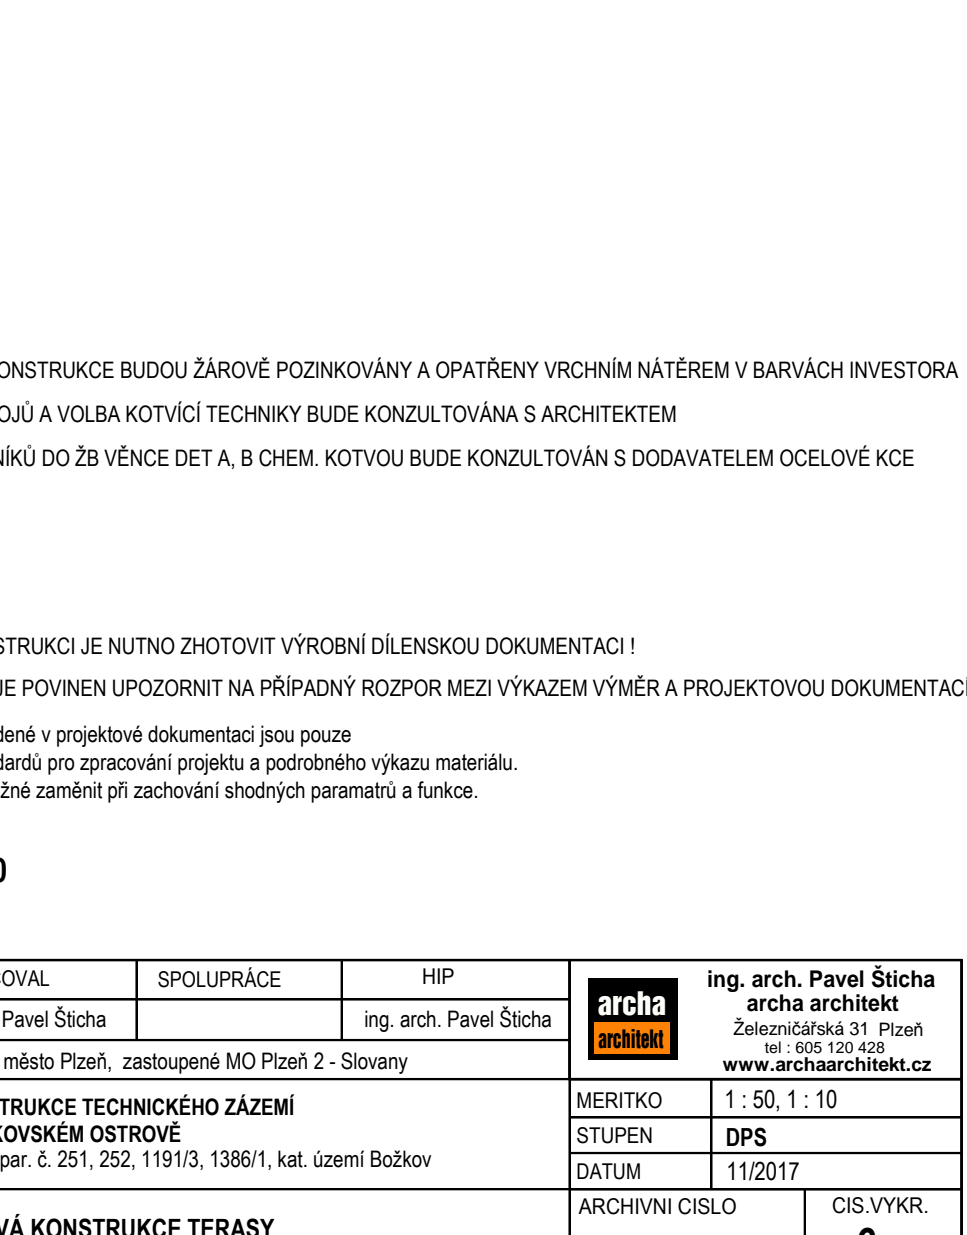 ONSTRUKCE BUDOU ŽÁROVĚ POZINKOVÁNY A OPATŘENY VRCHNÍM NÁTĚREM V BARVÁCH INVESTORA
OJŮ A VOLBA KOTVÍCÍ TECHNIKY BUDE KONZULTOVÁNA S ARCHITEKTEM
NÍKŮ DO ŽB VĚNCE DET A, B CHEM. KOTVOU BUDE KONZULTOVÁN S DODAVATELEM OCELOVÉ KCE
STRUKCI JE NUTNO ZHOTOVIT VÝROBNÍ DÍLENSKOU DOKUMENTACI !
JE POVINEN UPOZORNIT NA PŘÍPADNÝ ROZPOR MEZI VÝKAZEM VÝMĚR A PROJEKTOVOU DOKUMENTACÍ
dené v projektové dokumentaci jsou pouze
dardů pro zpracování projektu a podrobného výkazu materiálu.
žné zaměnit při zachování shodných paramatrů a funkce.
0
COVAL SPOLUPRÁCE HIP
Pavel Šticha ing. arch. Pavel Šticha
město Plzeň, zastoupené MO Plzeň 2 - Slovany
archa
architekt
ing. arch. Pavel Šticha
archa architekt
Železničářská 31 Plzeň
tel : 605 120 428
www.archaarchitekt.cz
TRUKCE TECHNICKÉHO ZÁZEMÍ
KOVSKÉM OSTROVĚ
par. č. 251, 252, 1191/3, 1386/1, kat. území Božkov
MERITKO 1 : 50, 1 : 10
STUPEN DPS
DATUM 11/2017
ARCHIVNI CISLO CIS.VYKR.
VÁ KONSTRUKCE TERASY